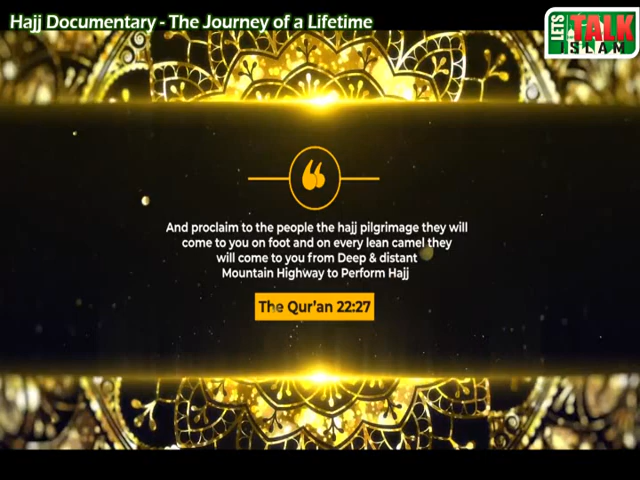 Hajj Documentary - The Journey of a Lifetime
LETS
TALK
ISLAM
And proclaim to the people the hajj pilgrimage they will
come to you on foot and on every lean camel they
will come to you from Deep & distant
Mountain Highway to Perform Hajj
The Qur'an 22:27